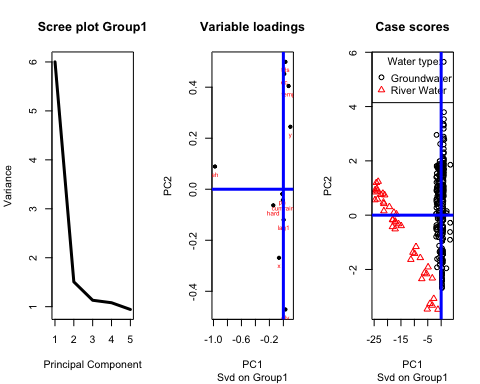 Scree plot Group1
Variance
6
5
4
3
2
1
1 2 3 4 5
Principal Component
Variable loadings
PC2
0.4
0.2
0.0
-0.2
-0.4
sh
hard
y
x
-1.0 -0.6 -0.2
PC1
Svd on Group1
Case scores
PC2
6
4
2
0
-2
Water type:
Groundwater
River Water
-25 -15 -5
PC1
Svd on Group1